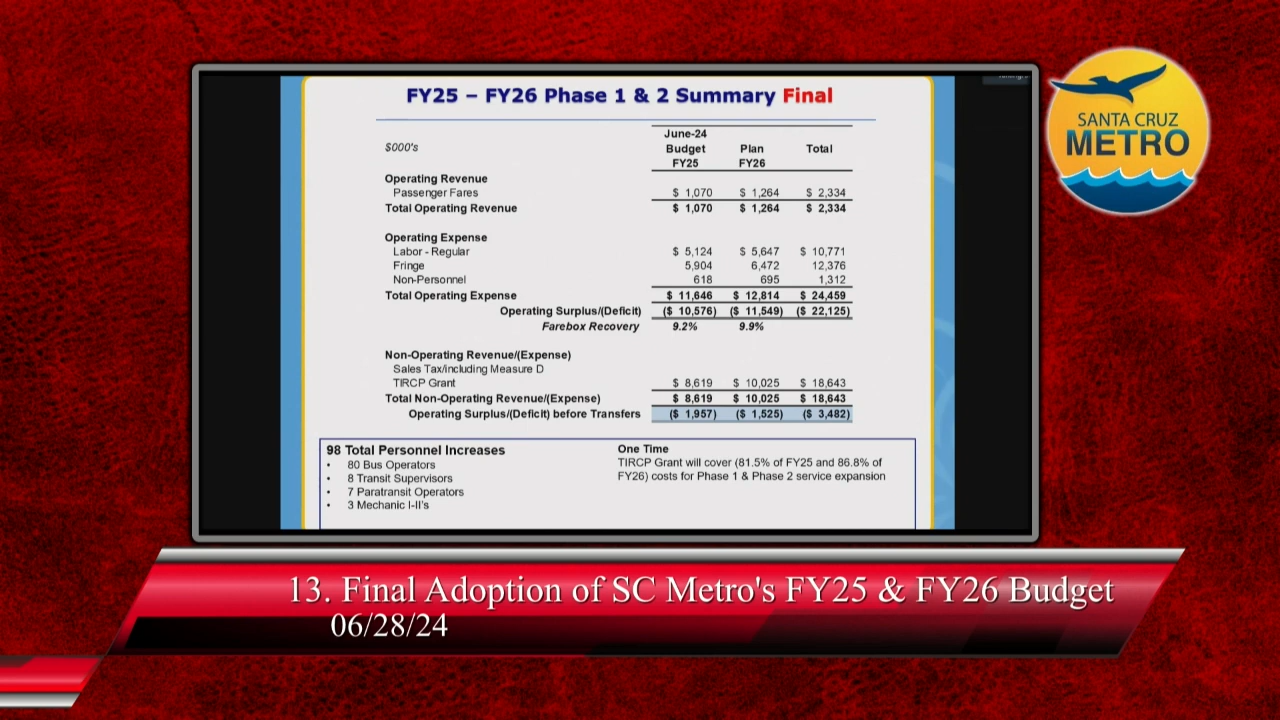 FY25 – FY26 Phase 1 & 2 Summary Final
SANTA CRUZ
METRO
$000's
June-24
Budget Plan Total
FY25 FY26
Operating Revenue
Passenger Fares $ 1,070 $ 1,264 $ 2,334
Total Operating Revenue $ 1,070 $ 1,264 $ 2,334
Operating Expense
Labor - Regular $ 5,124 $ 5,647 $ 10,771
Fringe 5,904 6,472 12,376
Non-Personnel 618 695 1,312
Total Operating Expense $ 11,646 $ 12,814 $ 24,459
Operating Surplus/(Deficit) ($ 10,576) ($ 11,549) ($ 22,125)
Farebox Recovery 9.2% 9.9%
Non-Operating Revenue/(Expense)
Sales Tax/including Measure D
TIRCP Grant $ 8,619 $ 10,025 $ 18,643
Total Non-Operating Revenue/(Expense) $ 8,619 $ 10,025 $ 18,643
Operating Surplus/(Deficit) before Transfers ($ 1,957) ($ 1,525) ($ 3,482)
98 Total Personnel Increases
• 80 Bus Operators
• 8 Transit Supervisors
• 7 Paratransit Operators
• 3 Mechanic I-II's
One Time
TIRCP Grant will cover (81.5% of FY25 and 86.8% of
FY26) costs for Phase 1 & Phase 2 service expansion
13. Final Adoption of SC Metro's FY25 & FY26 Budget
06/28/24